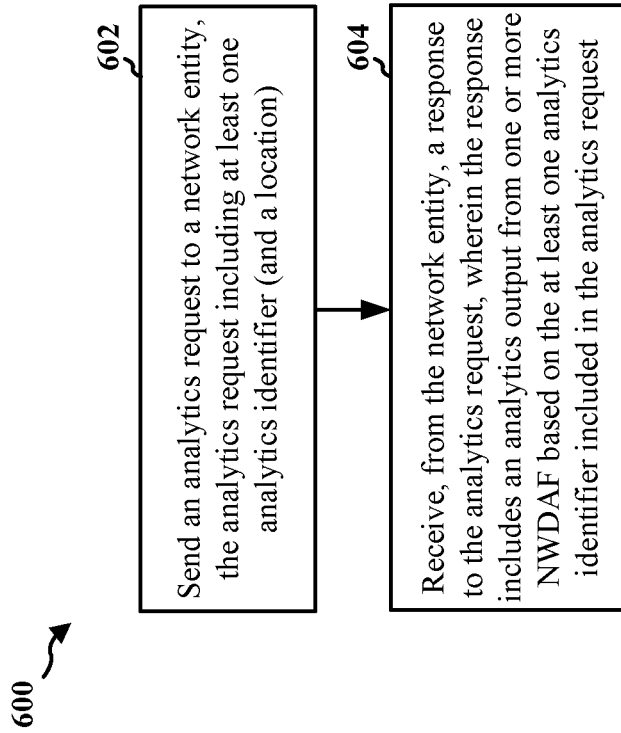 600
602
Send an analytics request to a network entity,
the analytics request including at least one
analytics identifier (and a location)
604
Receive, from the network entity, a response
to the analytics request, wherein the response
includes an analytics output from one or more
NWDAF based on the at least one analytics
identifier included in the analytics request